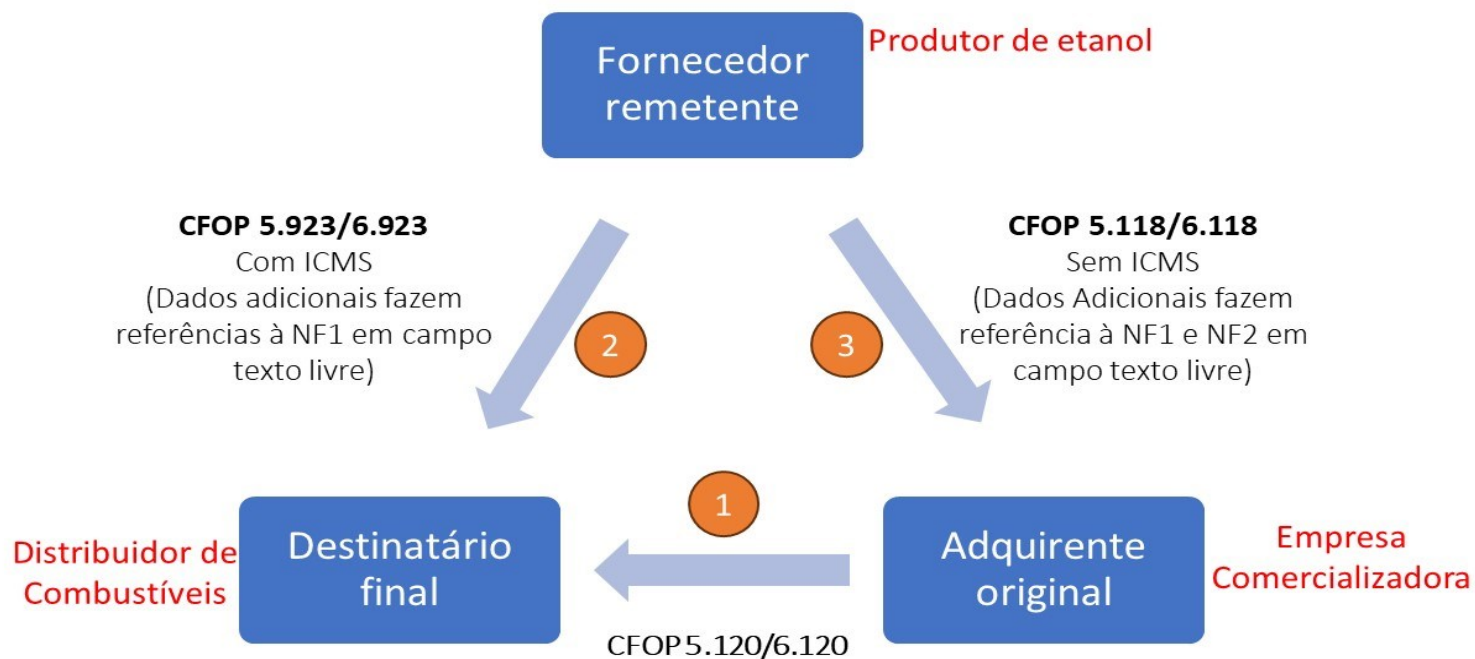 Fornecedor
remetente
Produtor de etanol
CFOP 5.923/6.923
Com ICMS
(Dados adicionais fazem
referências à NF1 em campo
texto livre)
2
3
CFOP 5.118/6.118
Sem ICMS
(Dados Adicionais fazem
referência à NF1 e NF2 em
campo texto livre)
1
Distribuidor de
Combustíveis
Destinatário
final
Adquirente
original
Empresa
Comercializadora
CFOP 5.120/6.120